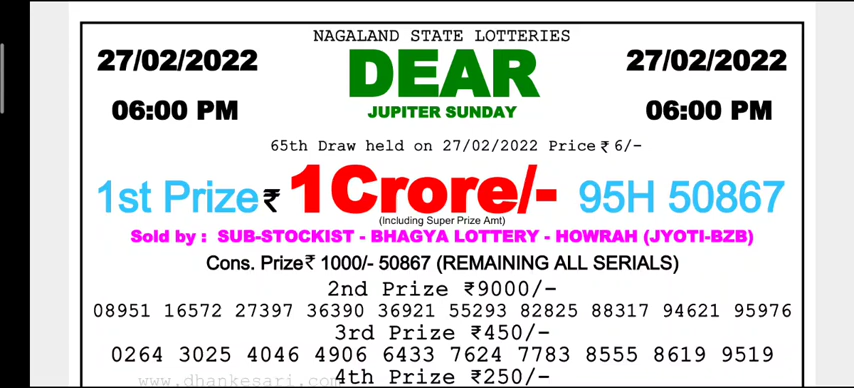 NAGALAND STATE LOTTERIES
27/02/2022 DEAR 27/02/2022
06:00 PM JUPITER SUNDAY 06:00 PM
65th Draw held on 27/02/2022 Price ₹ 6/-
1st Prize ₹ 1Crore/- 95H 50867
(Including Super Prize Amt)
Sold by : SUB-STOCKIST - BHAGYA LOTTERY - HOWRAH (JYOTI-BZB)
Cons. Prize ₹ 1000/- 50867 (REMAINING ALL SERIALS)
2nd Prize ₹9000/-
08951 16572 27397 36390 36921 55293 82825 88317 94621 95976
3rd Prize ₹450/-
0264 3025 4046 4906 6433 7624 7783 8555 8619 9519
www.dhankesari.com 4th Prize ₹250/-